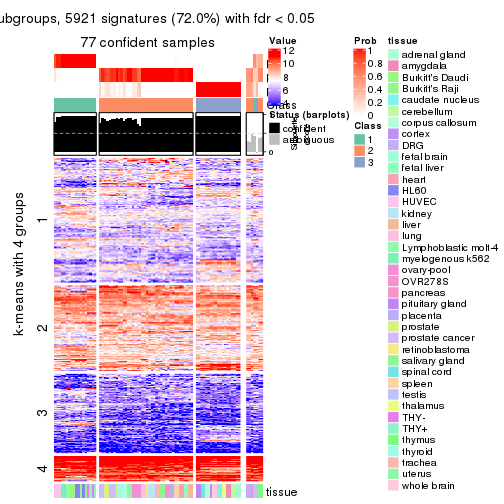 ubgroups, 5921 signatures (72.0%) with fdr < 0.05
77 confident samples
k-means with 4 groups
1
2
3
4
Value
12
10
8
6
4
Class
Status (barplots)
confident
ambiguous
0
tissue
Prob
1
0.8
0.6
0.4
0.2
0
Class
1
2
3
tissue
adrenal gland
amygdala
Burkitt's Daudi
Burkitt's Raji
caudate nucleus
cerebellum
corpus callosum
cortex
DRG
fetal brain
fetal liver
heart
HL60
HUVEC
kidney
liver
lung
Lymphoblastic molt-4
myelogenous k562
ovary-pool
OVR278S
pancreas
pituitary gland
placenta
prostate
prostate cancer
retinoblastoma
salivary gland
spinal cord
spleen
testis
thalamus
THY-
THY+
thymus
thyroid
trachea
uterus
whole brain